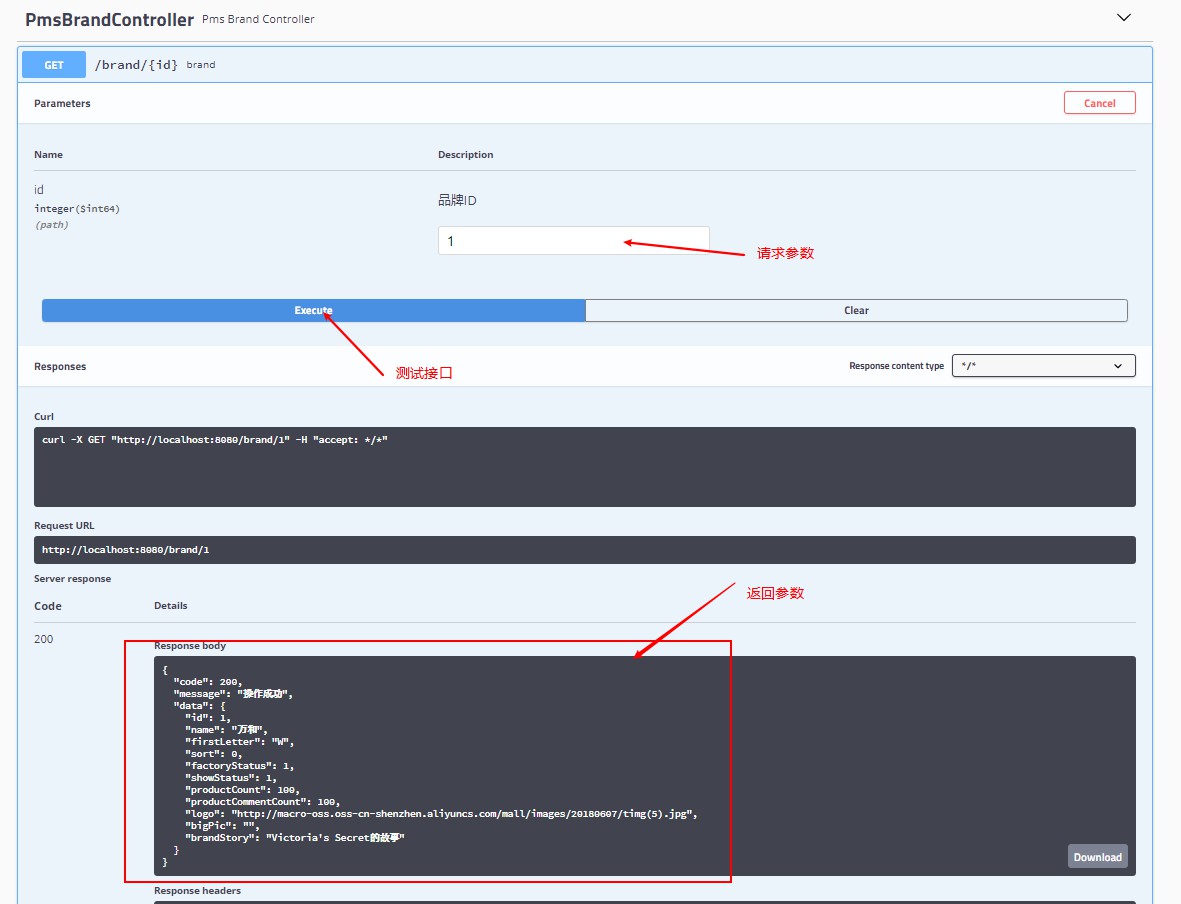 PmsBrandController Pms Brand Controller
GET /brand/{id} brand
Parameters
Cancel
Name Description
id
integer($int64)
(path)
品牌ID
1
请求参数
Execute
Clear
测试接口
Responses
Response content type */*
Curl
curl -X GET "http://localhost:8080/brand/1" -H "accept: */*"
Request URL
http://localhost:8080/brand/1
Server response
返回参数
Code Details
200
Response body
{
"code": 200,
"message": "操作成功",
"data": {
"id": 1,
"name": "万和",
"firstLetter": "W",
"sort": 0,
"factoryStatus": 1,
"showStatus": 1,
"productCount": 100,
"productCommentCount": 100,
"logo": "http://macro-oss.oss-cn-shenzhen.aliyuncs.com/mall/images/20180607/timg(5).jpg",
"bigPic": "",
"brandStory": "Victoria's Secret的故事"
}
}
Download
Response headers